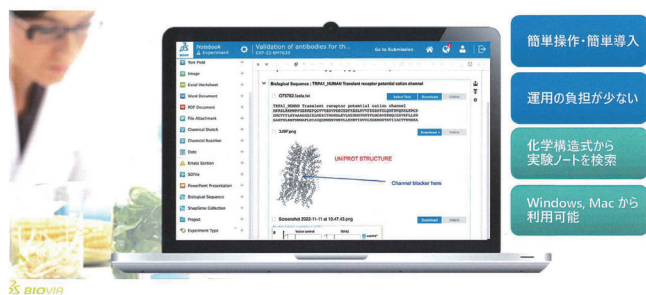 Notebook
Experiment
Validation of antibodies for th...
EXP-22-BM7629
Go to Submission
Text Field
Image
Excel Worksheet
Word Document
PDF Document
File Attachment
Chemical Sketch
Chemical Reaction
Date
Emoto Section
SDFile
PowerPoint Presentation
Biological Sequence
SnapGene Collection
Project
Experiment Type
Biological Sequence : TRPA1_HUMAN Transient receptor potential cation channel
O75762.fasta.txt
Select Tool
Download
Delete
TRPA1_HUMAN Transient receptor potential cation channel
3J9P.png
Download
Delete
UNIPROT STRUCTURE
Channel blocker here
Screenshot 2022-11-11 at 10.47.43.png
Download
Delete
簡単操作・簡単導入
運用の負担が少ない
化学構造式から
実験ノートを検索
Windows, Mac から
利用可能
BIOVIA